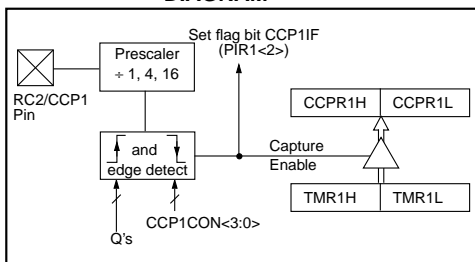 DIAGRAM
Set flag bit CCP1IF
(PIR1<2>)
Prescaler
÷ 1, 4, 16
RC2/CCP1
Pin
CCPR1H
CCPR1L
and
edge detect
Capture
Enable
TMR1H
TMR1L
CCP1CON<3:0>
Q's